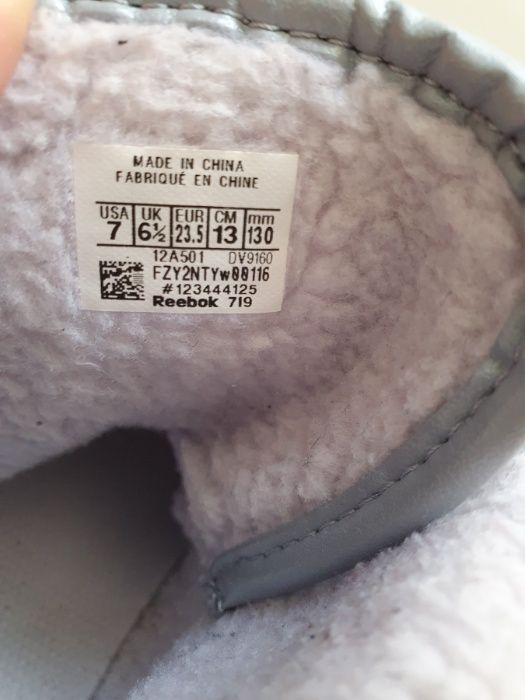 MADE IN CHINA
FABRIQUÉ EN CHINE
USA UK EUR CM mm
7 6½ 23.5 13 130
12A501 DV9160
FZY2NTYw00116
#123444125
Reebok 719